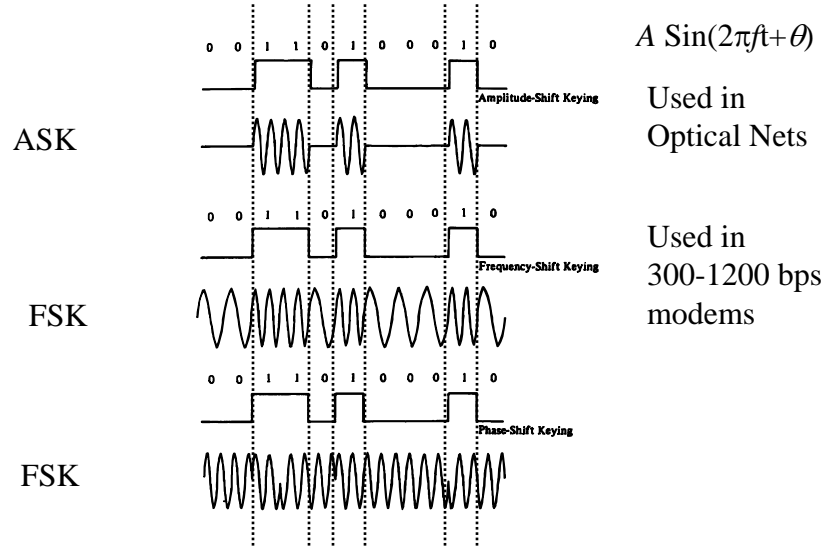 0 0 1 1 0 1 0 0 0 1 0
A Sin(2πft+θ)
Amplitude-Shift Keying
Used in
Optical Nets
ASK
0 0 1 1 0 1 0 0 0 1 0
Frequency-Shift Keying
Used in
300-1200 bps
modems
FSK
0 0 1 1 0 1 0 0 0 1 0
Phase-Shift Keying
FSK